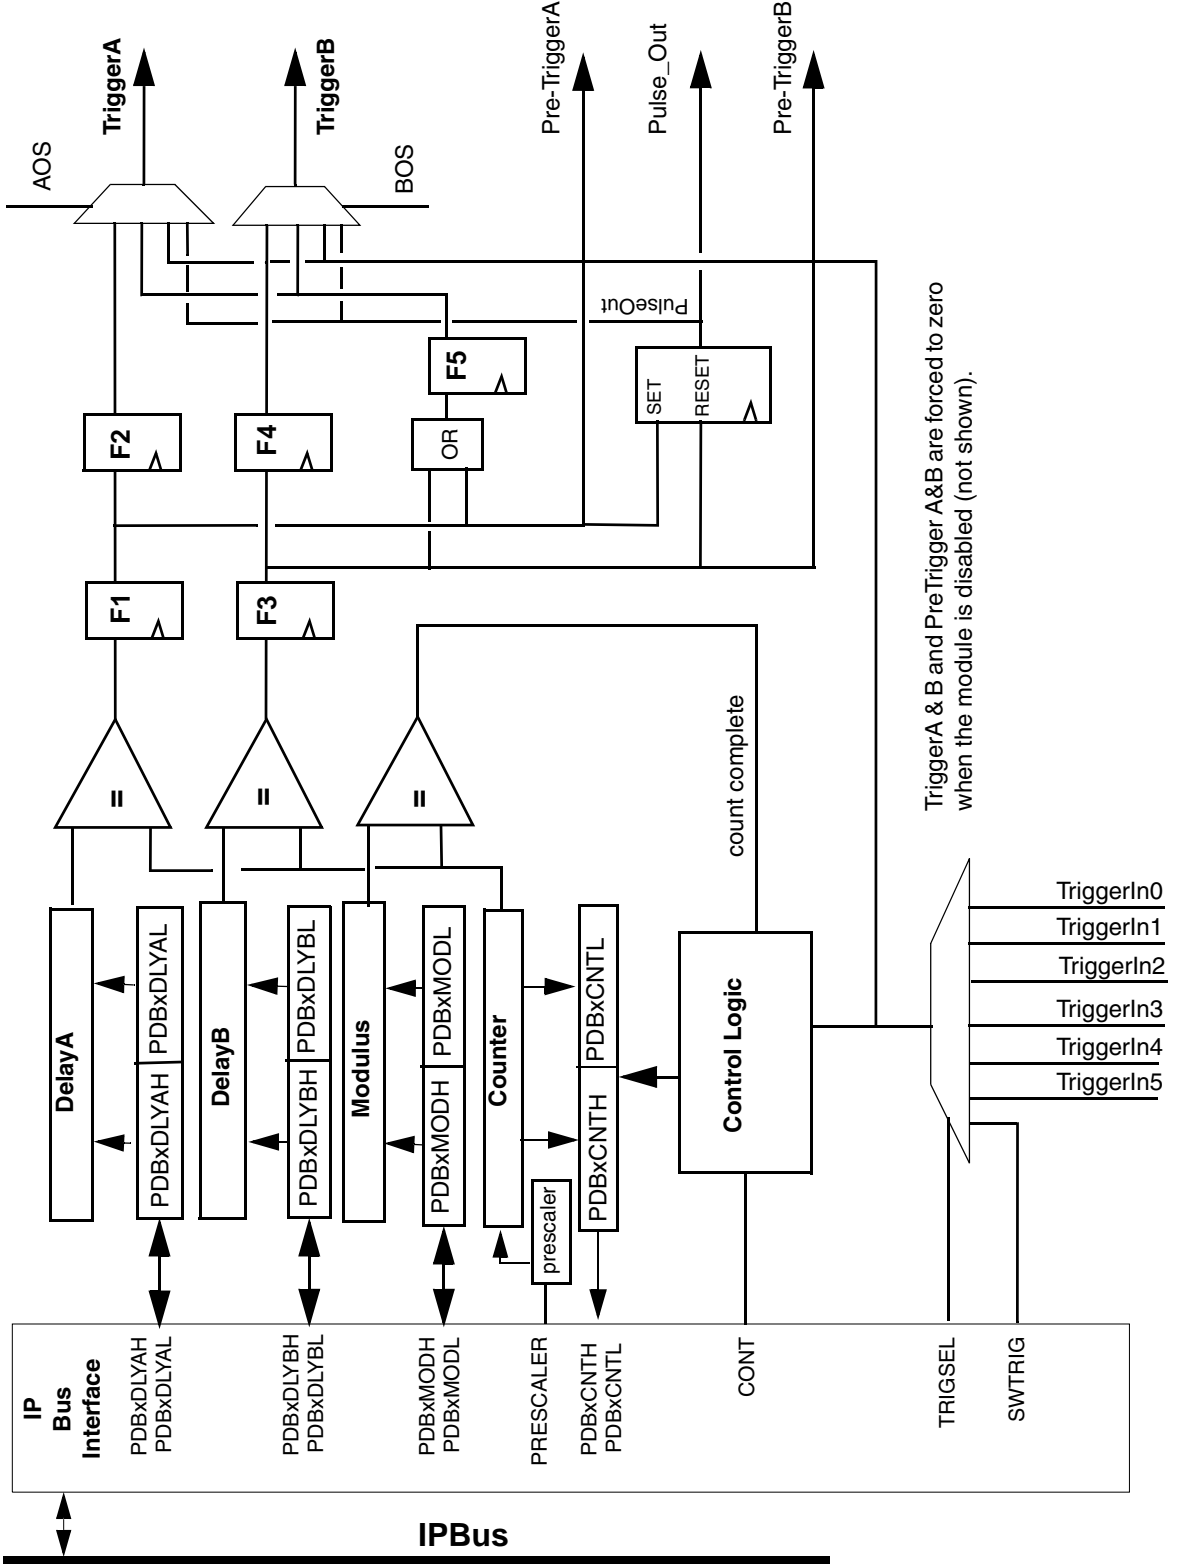 IPBus
IP
Bus
Interface
PDBxDLYAH
PDBxDLYAL
PDBxDLYBH
PDBxDLYBL
PDBxMODH
PDBxMODL
PRESCALER
PDBxCNTH
PDBxCNTL
CONT
TRIGSEL
SWTRIG
DelayA
PDBxDLYAH
PDBxDLYAL
DelayB
PDBxDLYBH
PDBxDLYBL
Modulus
PDBxMODH
PDBxMODL
Counter
prescaler
PDBxCNTH
PDBxCNTL
Control Logic
count complete
=
=
=
F1
F3
F2
F4
OR
F5
SET
RESET
PulseOut
AOS
BOS
TriggerA
TriggerB
Pre-TriggerA
Pulse_Out
Pre-TriggerB
TriggerA & B and PreTrigger A&B are forced to zero
when the module is disabled (not shown).
TriggerIn0
TriggerIn1
TriggerIn2
TriggerIn3
TriggerIn4
TriggerIn5